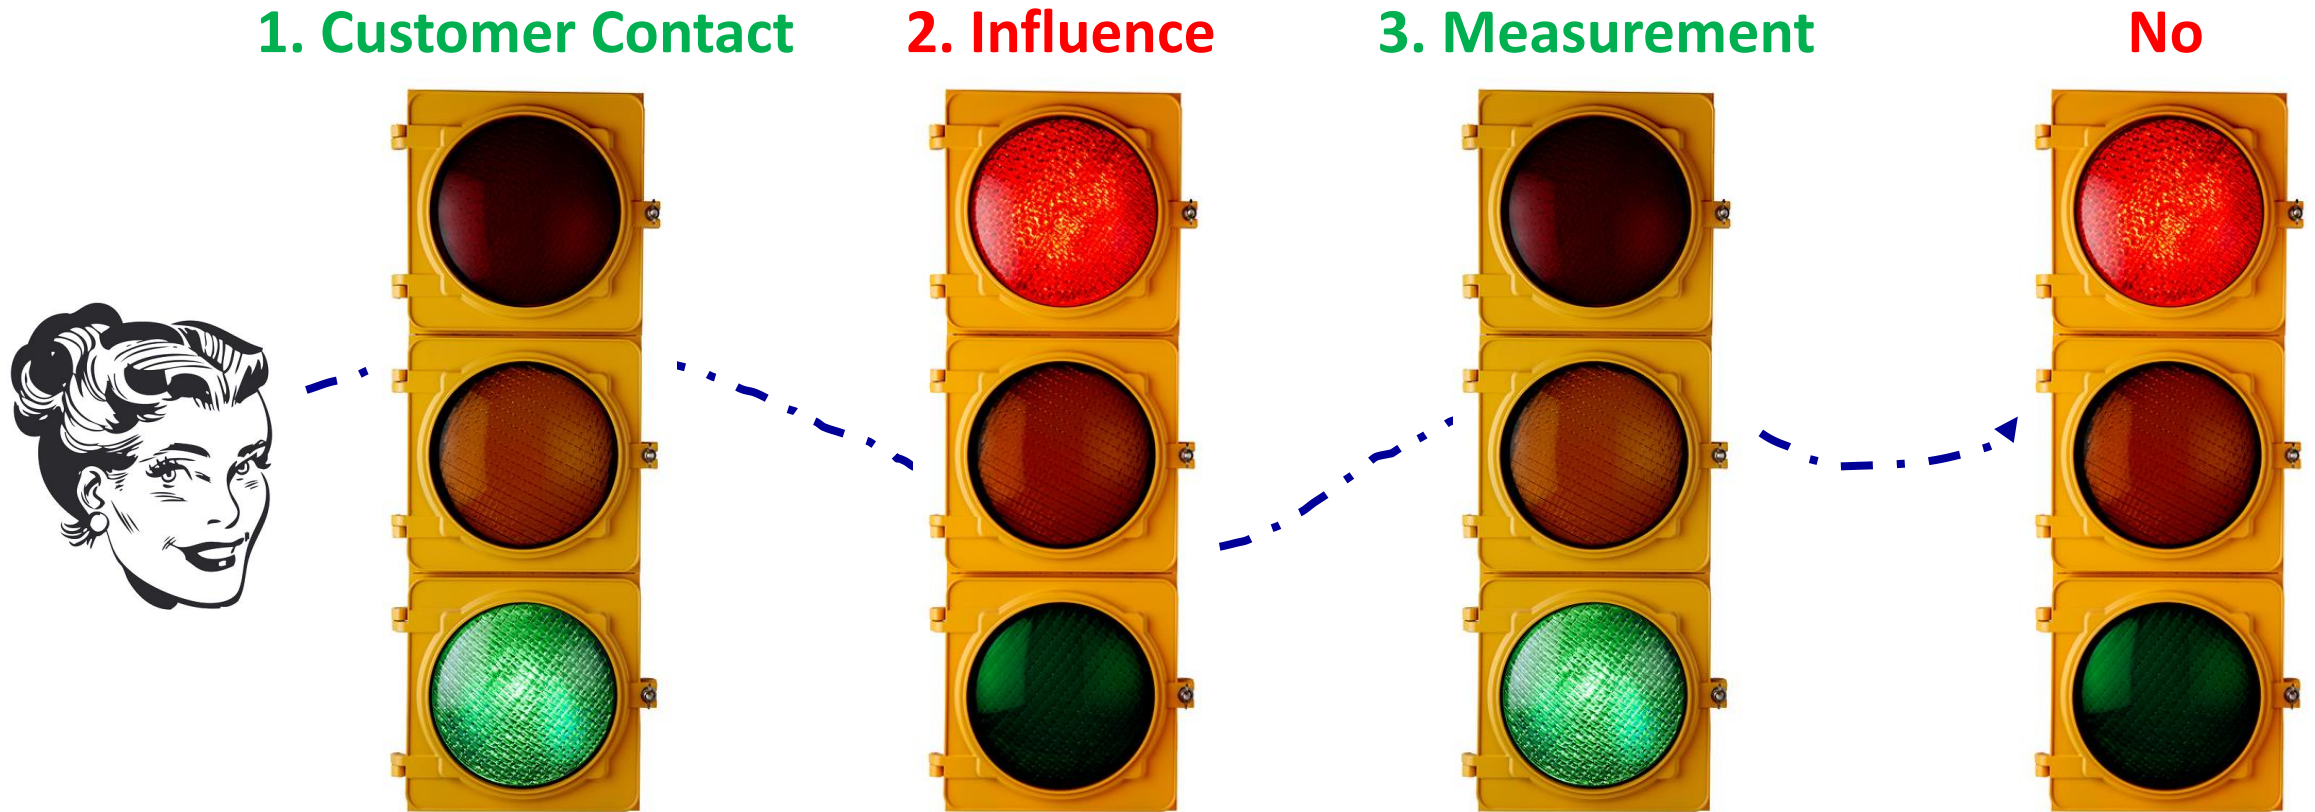 1. Customer Contact
2. Influence
3. Measurement
No